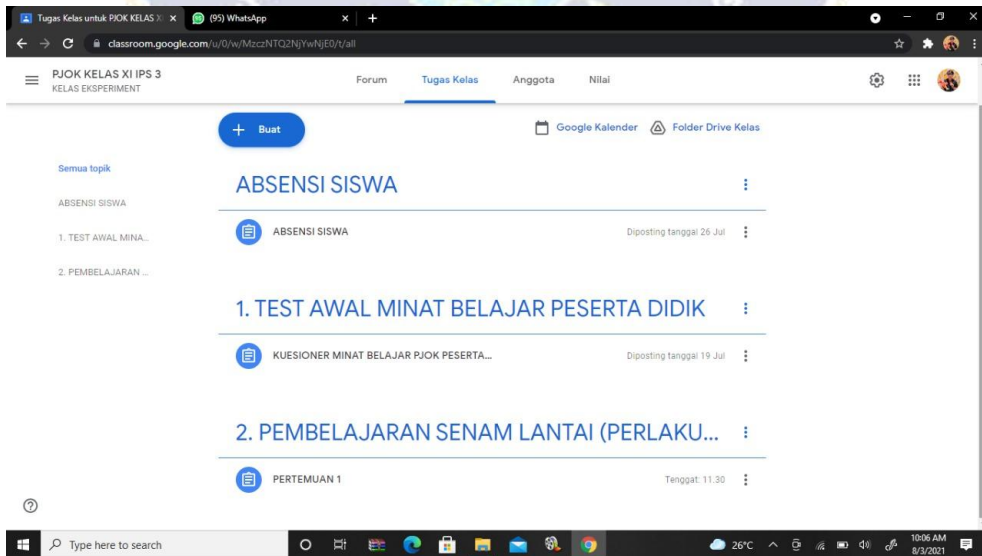 Tugas Kelas untuk PJOK KELAS X
(95) WhatsApp
classroom.google.com/u/0/w/MzczNTQ2NjYwNjE0/t/all
PJOK KELAS XI IPS 3
KELAS EKSPERIMENT
Forum
Tugas Kelas
Anggota
Nilai
Buat
Google Kalender
Folder Drive Kelas
Semua topik
ABSENSI SISWA
1. TEST AWAL MINA...
2. PEMBELAJARAN ...
ABSENSI SISWA
ABSENSI SISWA
Diposting tanggal 26 Jul
1. TEST AWAL MINAT BELAJAR PESERTA DIDIK
KUESIONER MINAT BELAJAR PJOK PESERTA...
Diposting tanggal 19 Jul
2. PEMBELAJARAN SENAM LANTAI (PERLAKU...
PERTEMUAN 1
Tenggat: 11.30
Type here to search
26°C
10:06 AM
8/3/2021